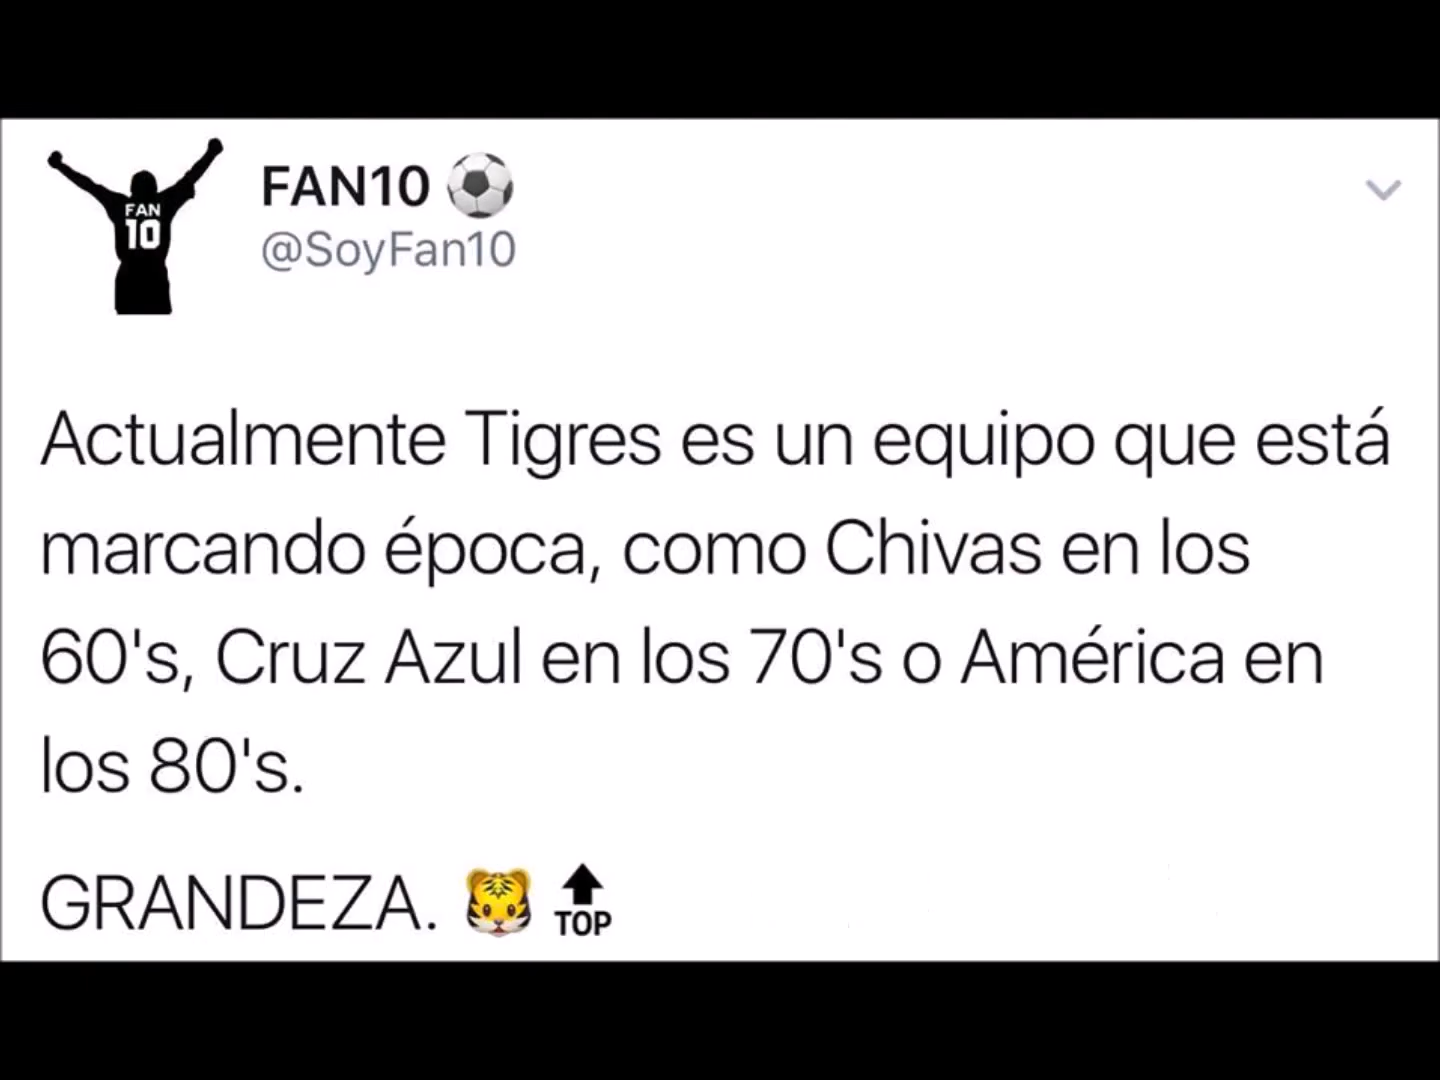 FAN
10
FAN10 ⚽
@SoyFan10
Actualmente Tigres es un equipo que está
marcando época, como Chivas en los
60's, Cruz Azul en los 70's o América en
los 80's.
GRANDEZA. 🐯 🔝